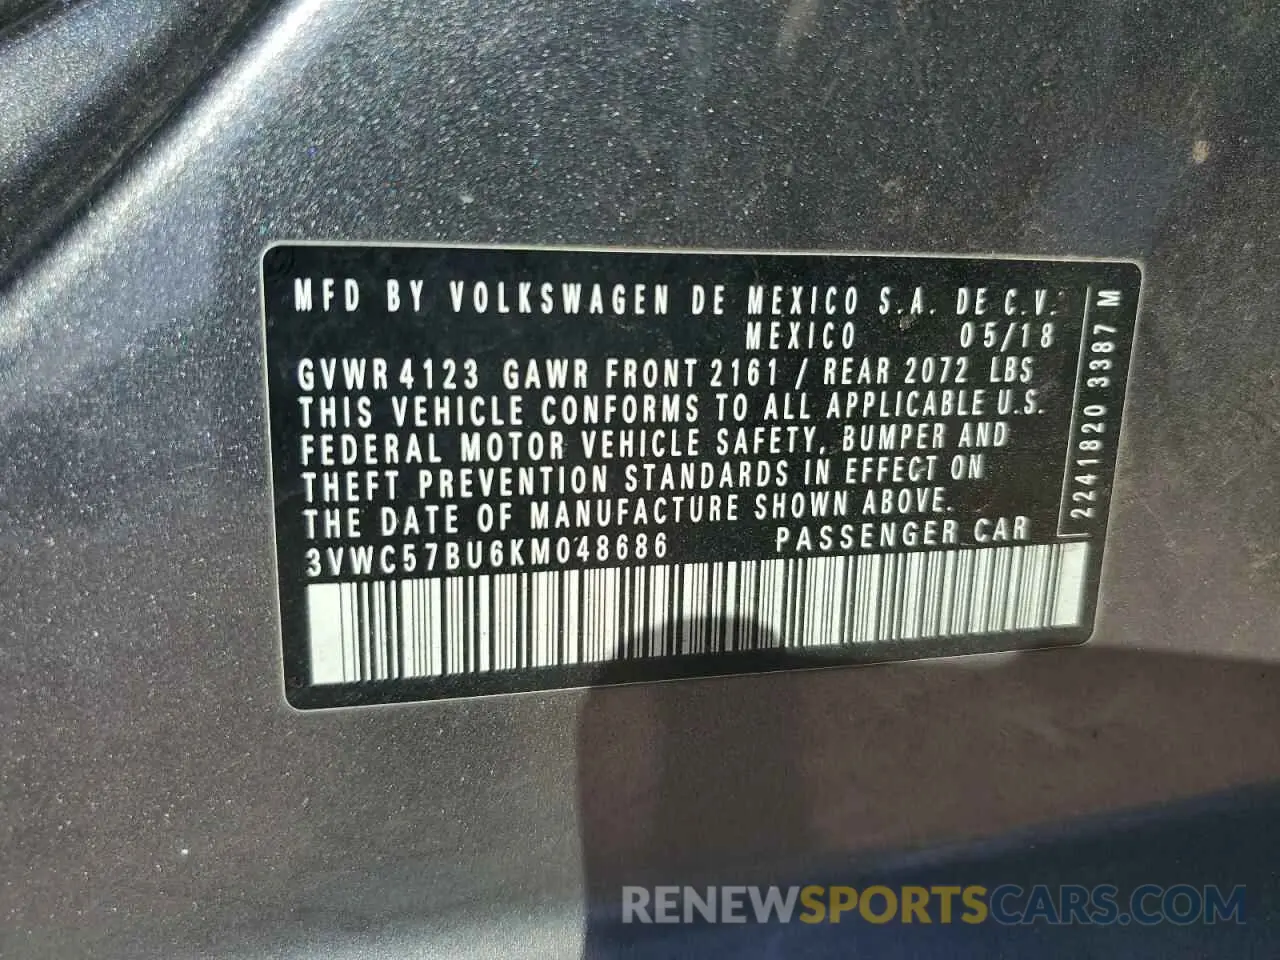 MFD BY VOLKSWAGEN DE MEXICO S.A. DE C.V.
MEXICO 05/18
GVWR 4123 GAWR FRONT 2161 / REAR 2072 LBS
THIS VEHICLE CONFORMS TO ALL APPLICABLE U.S.
FEDERAL MOTOR VEHICLE SAFETY, BUMPER AND
THEFT PREVENTION STANDARDS IN EFFECT ON
THE DATE OF MANUFACTURE SHOWN ABOVE.
3VWC57BU6KM048686 PASSENGER CAR
2241820 3387 M
RENEWSPORTSCARS.COM